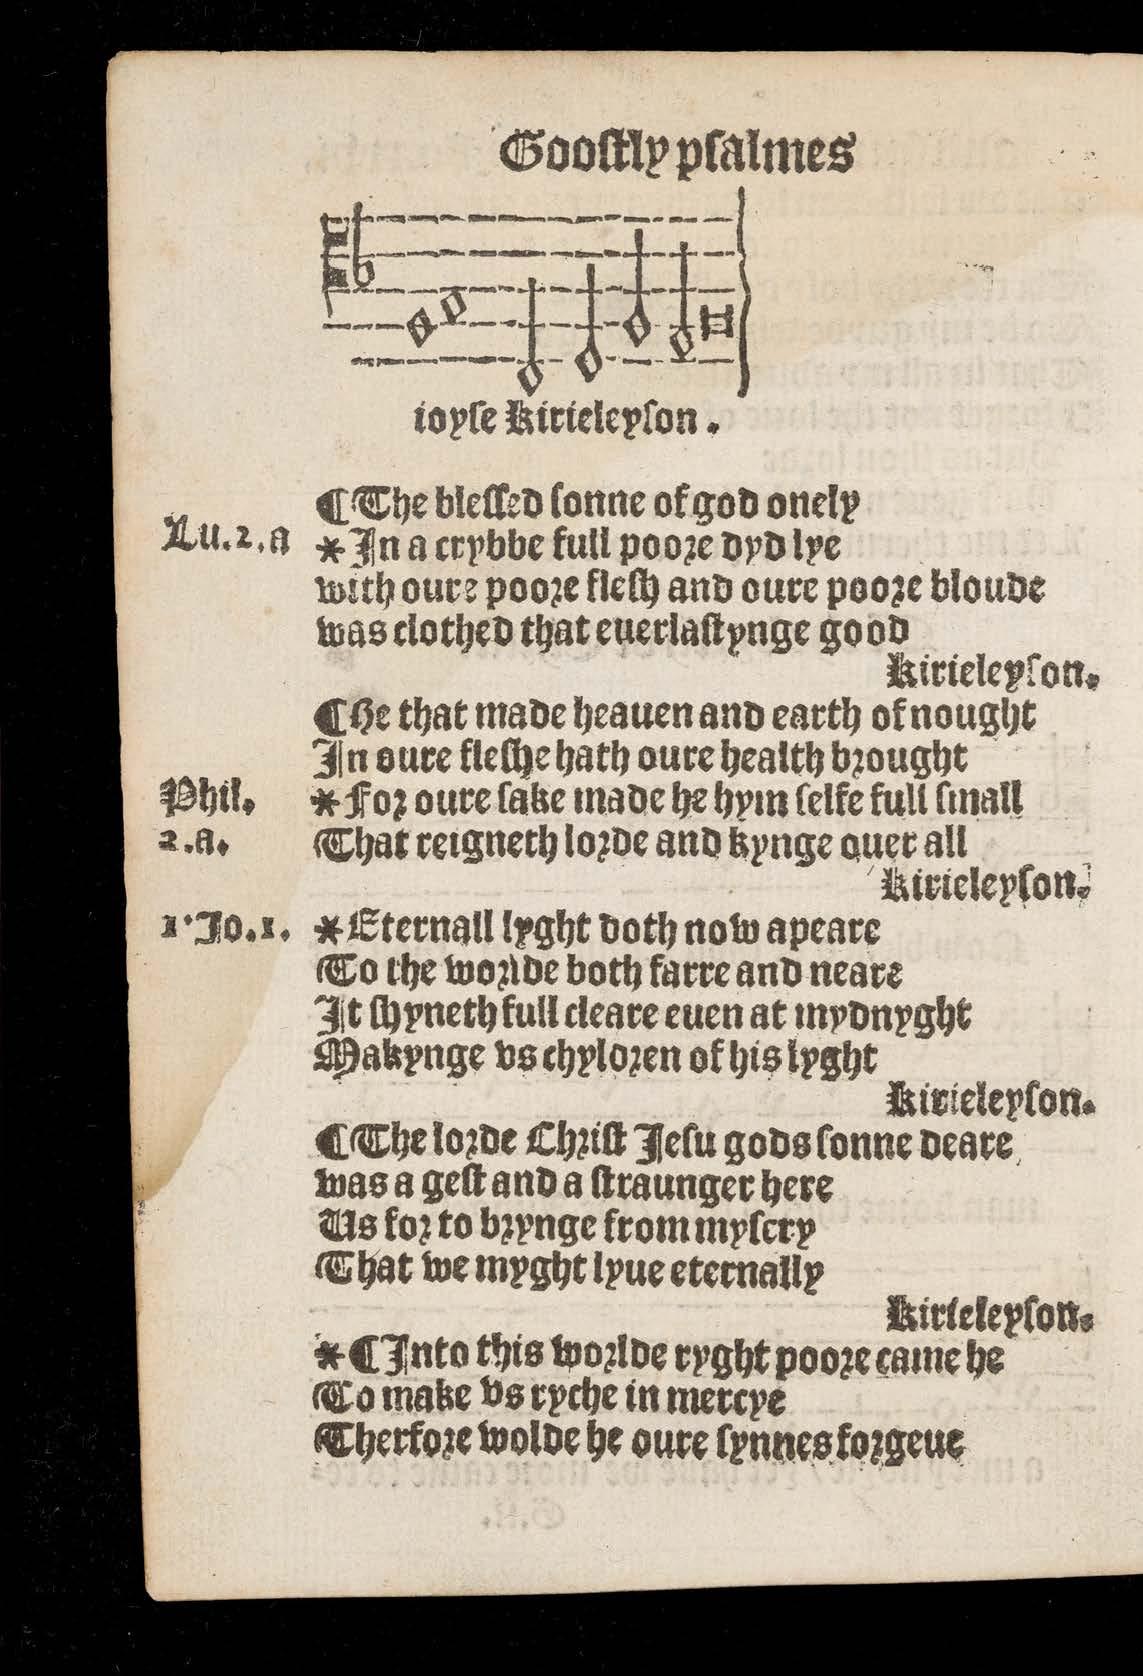 Goostly psalmes
ioyse Kirieleyson.
¶ The blessed sonne of god onely
Lu.2.a * In a crybbe full poore dyd lye
with oure poore flesh and oure poore bloude
was clothed that euerlastynge good
Kirieleyson.
¶ He that made heauen and earth of nought
In oure fleshe hath oure health brought
Phil. * For oure sake made he hym selfe full small
2.a. That reigneth lorde and kynge ouer all
Kirieleyson.
1.Jo.1. * Eternall lyght doth now apeare
To the worlde both farre and neare
It shyneth full cleare euen at mydnyght
Makynge vs chyldren of his lyght
Kirieleyson.
¶ The lorde Christ Jesu gods sonne deare
was a gest and a straunger here
Us for to brynge from mysery
That we myght lyue eternally
Kirieleyson.
* ¶ Into this worlde ryght poore came he
To make vs ryche in mercye
Therfore wolde he oure synnes forgeue